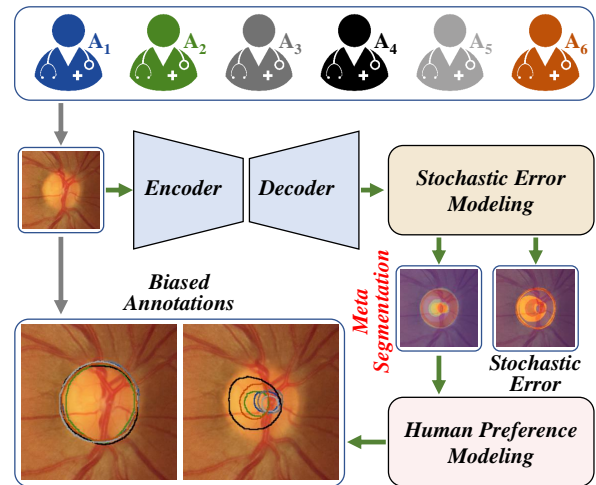 A1
A2
A3
A4
A5
A6
Encoder
Decoder
Stochastic Error
Modeling
Biased
Annotations
Meta
Segmentation
Stochastic
Error
Human Preference
Modeling